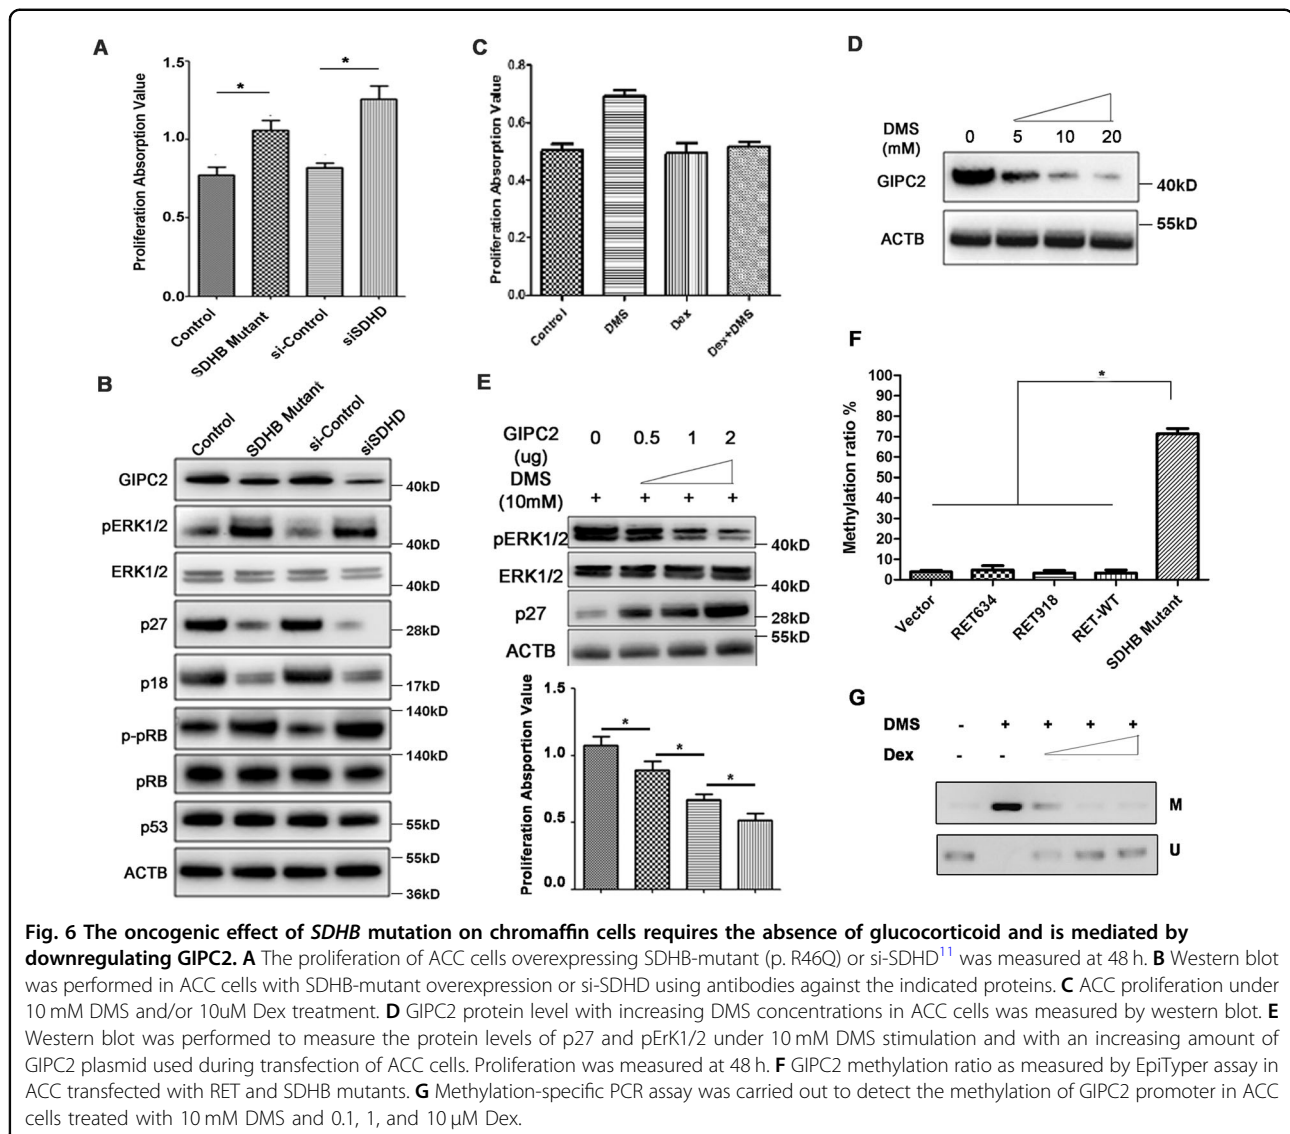 A
Proliferation Absorption Value
1.5
1.0
0.5
0.0
*
*
Control
SDHB Mutant
si-Control
siSDHD
C
Proliferation Absorption Value
0.8
0.6
0.4
0.2
0.0
Control
DMS
Dex
Dex+DMS
D
DMS 0 5 10 20
(mM)
GIPC2
40kD
55kD
ACTB
B
Control
SDHB Mutant
si-Control
siSDHD
GIPC2
40kD
pERK1/2
40kD
ERK1/2
40kD
p27
28kD
p18
17kD
140kD
p-pRB
140kD
pRB
p53
55kD
55kD
ACTB
36kD
E
GIPC2 0 0.5 1 2
(ug)
DMS
(10mM) + + + +
pERK1/2
40kD
ERK1/2
40kD
p27
28kD
55kD
ACTB
Proliferation Absportion Value
1.5
1.0
0.5
0.0
*
*
*
F
Methylation ratio %
100
90
80
70
60
50
40
30
20
10
0
*
Vector
RET634
RET918
RET-WT
SDHB Mutant
G
DMS - + + + +
Dex - -
M
U
Fig. 6 The oncogenic effect of SDHB mutation on chromaffin cells requires the absence of glucocorticoid and is mediated by
downregulating GIPC2. A The proliferation of ACC cells overexpressing SDHB-mutant (p. R46Q) or si-SDHD11 was measured at 48 h. B Western blot
was performed in ACC cells with SDHB-mutant overexpression or si-SDHD using antibodies against the indicated proteins. C ACC proliferation under
10 mM DMS and/or 10uM Dex treatment. D GIPC2 protein level with increasing DMS concentrations in ACC cells was measured by western blot. E
Western blot was performed to measure the protein levels of p27 and pErK1/2 under 10 mM DMS stimulation and with an increasing amount of
GIPC2 plasmid used during transfection of ACC cells. Proliferation was measured at 48 h. F GIPC2 methylation ratio as measured by EpiTyper assay in
ACC transfected with RET and SDHB mutants. G Methylation-specific PCR assay was carried out to detect the methylation of GIPC2 promoter in ACC
cells treated with 10 mM DMS and 0.1, 1, and 10 µM Dex.